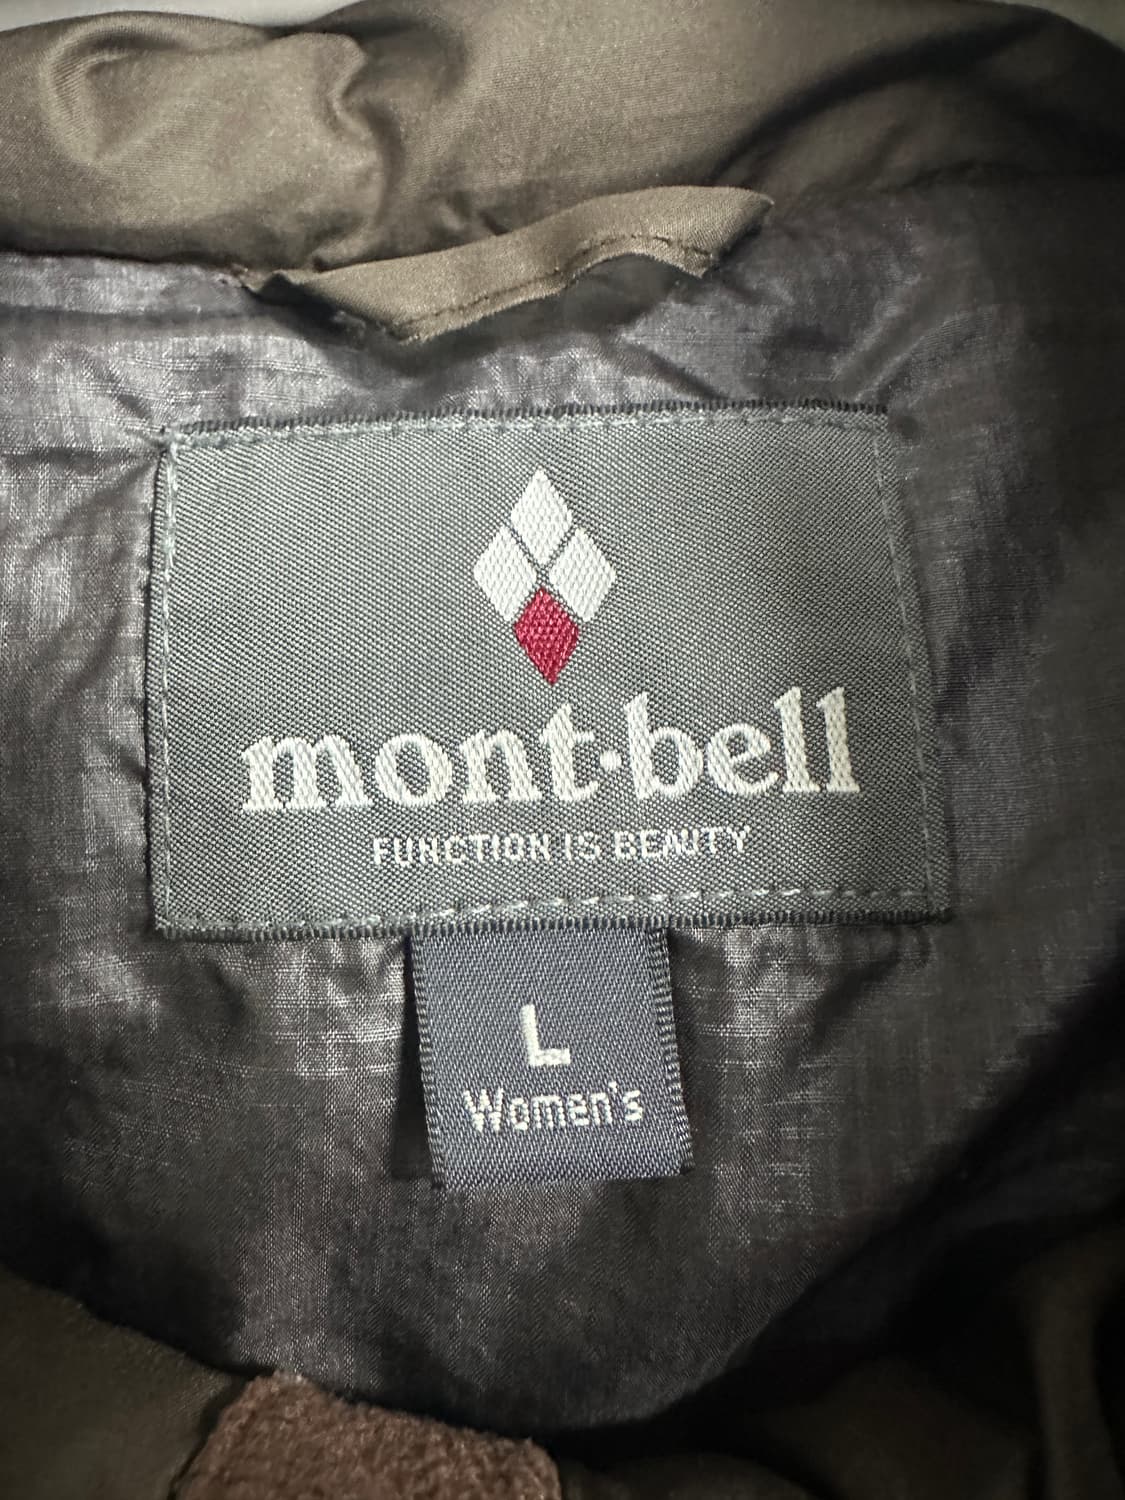 mont·bell
FUNCTION IS BEAUTY
L
Women's